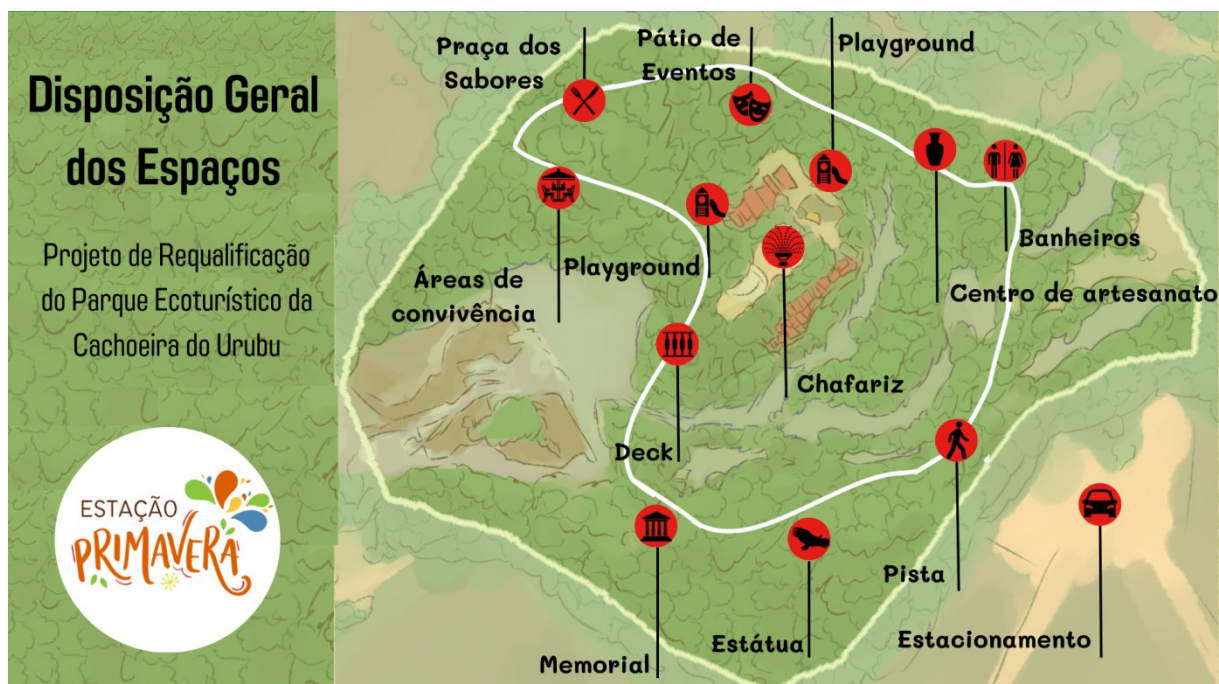 Disposição Geral
dos Espaços
Projeto de Requalificação
do Parque Ecoturístico da
Cachoeira do Urubu
ESTAÇÃO
PRIMAVERA
Praça dos
Sabores
Pátio de
Eventos
Playground
Banheiros
Centro de artesanato
Playground
Áreas de
convivência
Chafariz
Deck
Pista
Estacionamento
Estátua
Memorial